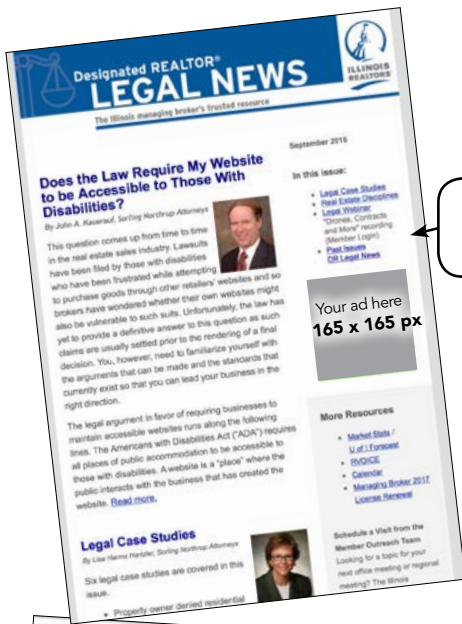 Designated REALTOR®
LEGAL NEWS
The Illinois managing broker's trusted resource
ILLINOIS
REALTORS
September 2016
Does the Law Require My Website
to be Accessible to Those With
Disabilities?
By John A. Kauerauf, Sorling Northrup Attorneys
This question comes up from time to time
in the real estate sales industry. Lawsuits
have been filed by those with disabilities
who have been frustrated while attempting
to purchase goods through other retailers' websites and so
brokers have wondered whether their own websites might
also be vulnerable to such suits. Unfortunately, the law has
yet to provide a definitive answer to this question as such
claims are usually settled prior to the rendering of a final
decision. You, however, need to familiarize yourself with
the arguments that can be made and the standards that
currently exist so that you can lead your business in the
right direction.
The legal argument in favor of requiring businesses to
maintain accessible websites runs along the following
lines. The Americans with Disabilities Act ("ADA") requires
all places of public accommodation to be accessible to
those with disabilities. A website is a "place" where the
public interacts with the business that has created the
website. Read more.
Legal Case Studies
By Lisa Harms Hartzler, Sorling Northrup Attorneys
Six legal case studies are covered in this
issue.
• Property owner denied residential
In this issue:
• Legal Case Studies
• Real Estate Disciplines
• Legal Webinar
"Drones, Contracts
and More" recording
(Member Login)
• Past Issues
DR Legal News
Your ad here
165 x 165 px
More Resources
• Market Stats /
U of I Forecast
• RVOICE
• Calendar
• Managing Broker 2017
License Renewal
Schedule a Visit from the
Member Outreach Team
Looking for a topic for your
next office meeting or regional
meeting? The Illinois